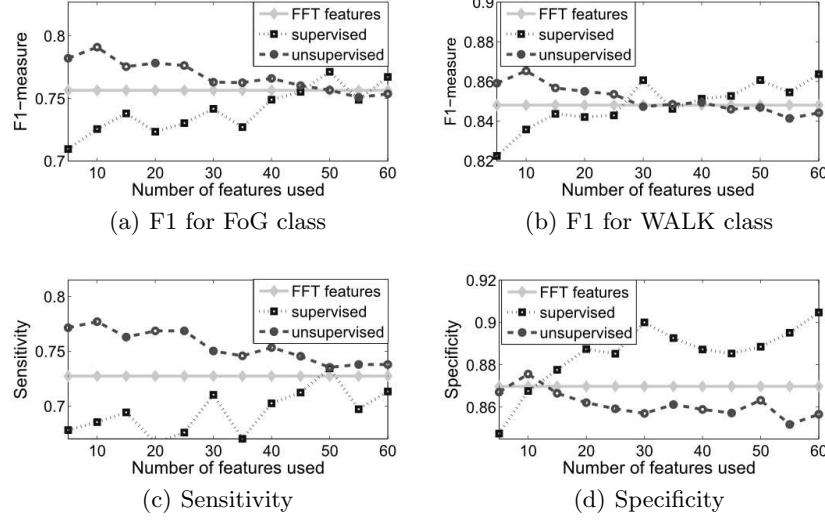 0.8
0.75
0.7
F1−measure
FFT features
supervised
unsupervised
10 20 30 40 50 60
Number of features used
(a) F1 for FoG class
0.9
0.88
0.86
0.84
0.82
F1−measure
FFT features
supervised
unsupervised
10 20 30 40 50 60
Number of features used
(b) F1 for WALK class
0.8
0.75
0.7
Sensitivity
FFT features
supervised
unsupervised
10 20 30 40 50 60
Number of features used
(c) Sensitivity
0.92
0.9
0.88
0.86
Specificity
FFT features
supervised
unsupervised
10 20 30 40 50 60
Number of features used
(d) Specificity